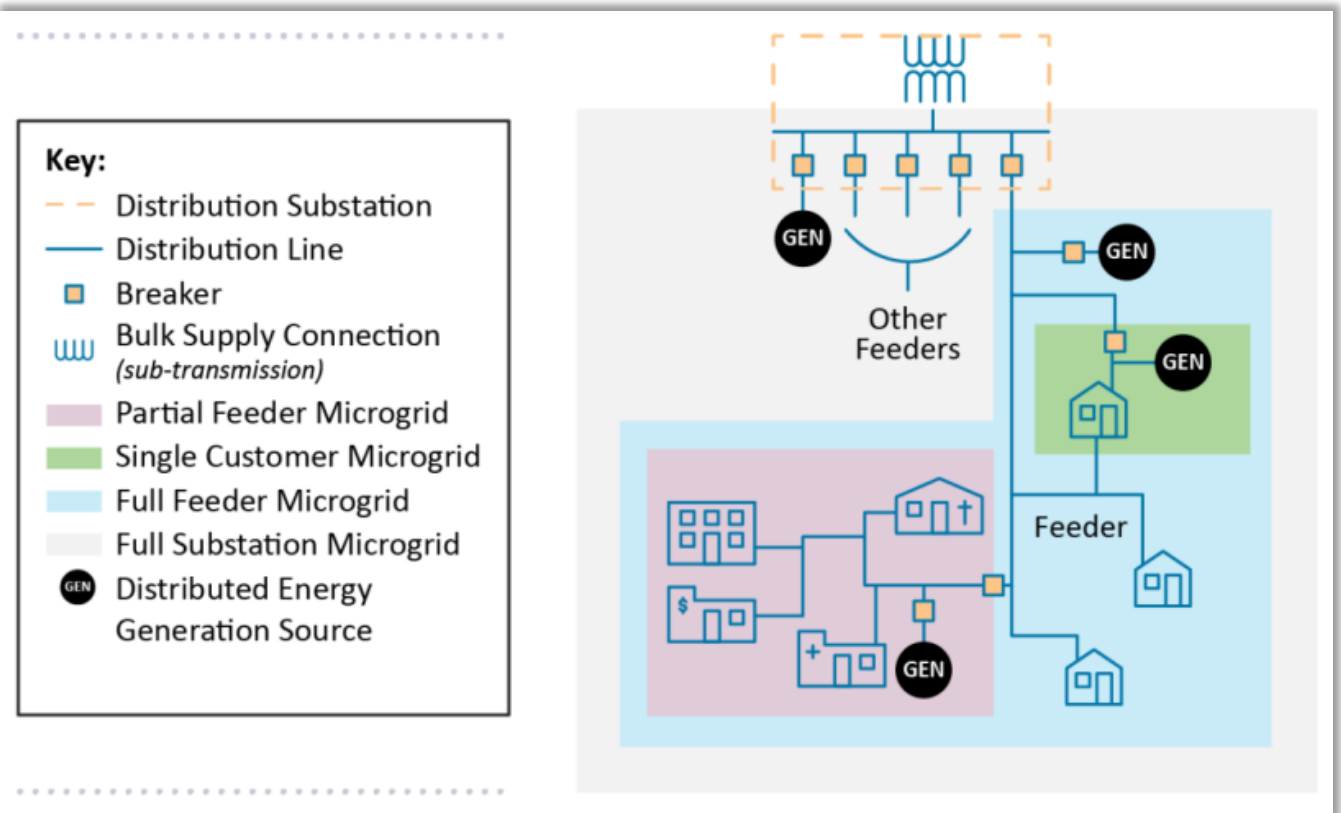 Key:
Distribution Substation
Distribution Line
Breaker
Bulk Supply Connection
(sub-transmission)
Partial Feeder Microgrid
Single Customer Microgrid
Full Feeder Microgrid
Full Substation Microgrid
GEN
Distributed Energy
Generation Source
GEN
Other
Feeders
GEN
GEN
Feeder
$
GEN